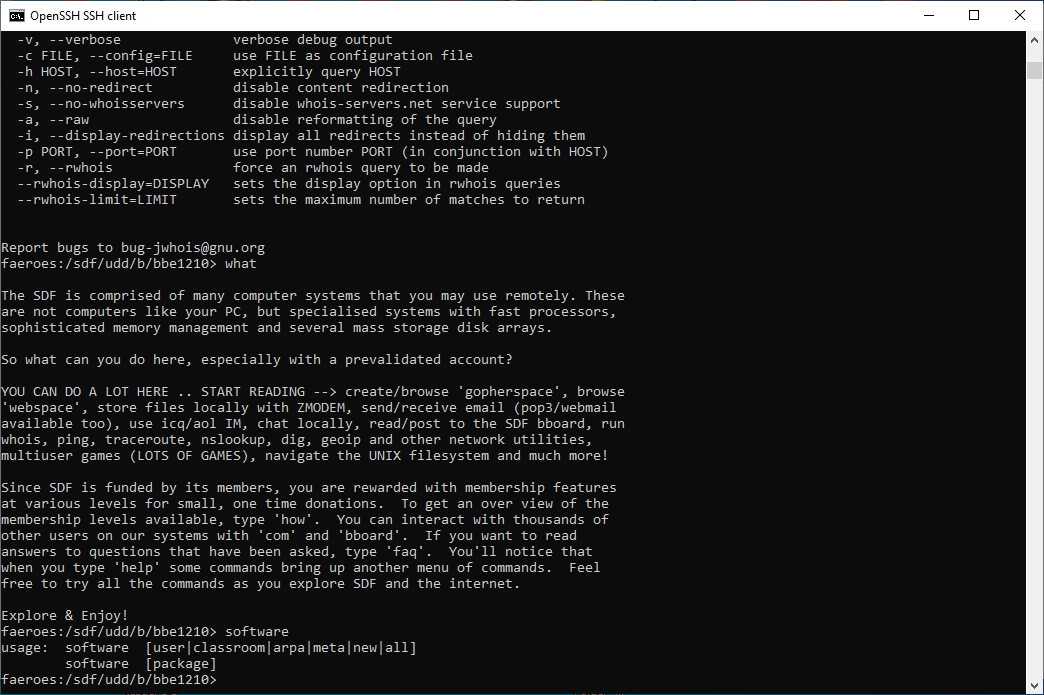 OpenSSH SSH client
-v, --verbose              verbose debug output
-c FILE, --config=FILE     use FILE as configuration file
-h HOST, --host=HOST       explicitly query HOST
-n, --no-redirect          disable content redirection
-s, --no-whoisservers      disable whois-servers.net service support
-a, --raw                  disable reformatting of the query
-i, --display-redirections display all redirects instead of hiding them
-p PORT, --port=PORT       use port number PORT (in conjunction with HOST)
-r, --rwhois               force an rwhois query to be made
--rwhois-display=DISPLAY   sets the display option in rwhois queries
--rwhois-limit=LIMIT       sets the maximum number of matches to return
Report bugs to bug-jwhois@gnu.org
faeroes:/sdf/udd/b/bbe1210> what
The SDF is comprised of many computer systems that you may use remotely. These
are not computers like your PC, but specialised systems with fast processors,
sophisticated memory management and several mass storage disk arrays.
So what can you do here, especially with a prevalidated account?
YOU CAN DO A LOT HERE .. START READING --> create/browse 'gopherspace', browse
'webspace', store files locally with ZMODEM, send/receive email (pop3/webmail
available too), use icq/aol IM, chat locally, read/post to the SDF bboard, run
whois, ping, traceroute, nslookup, dig, geoip and other network utilities,
multiuser games (LOTS OF GAMES), navigate the UNIX filesystem and much more!
Since SDF is funded by its members, you are rewarded with membership features
at various levels for small, one time donations.  To get an over view of the
membership levels available, type 'how'.  You can interact with thousands of
other users on our systems with 'com' and 'bboard'.  If you want to read
answers to questions that have been asked, type 'faq'.  You'll notice that
when you type 'help' some commands bring up another menu of commands.  Feel
free to try all the commands as you explore SDF and the internet.
Explore & Enjoy!
faeroes:/sdf/udd/b/bbe1210> software
usage:  software  [user|classroom|arpa|meta|new|all]
        software  [package]
faeroes:/sdf/udd/b/bbe1210>